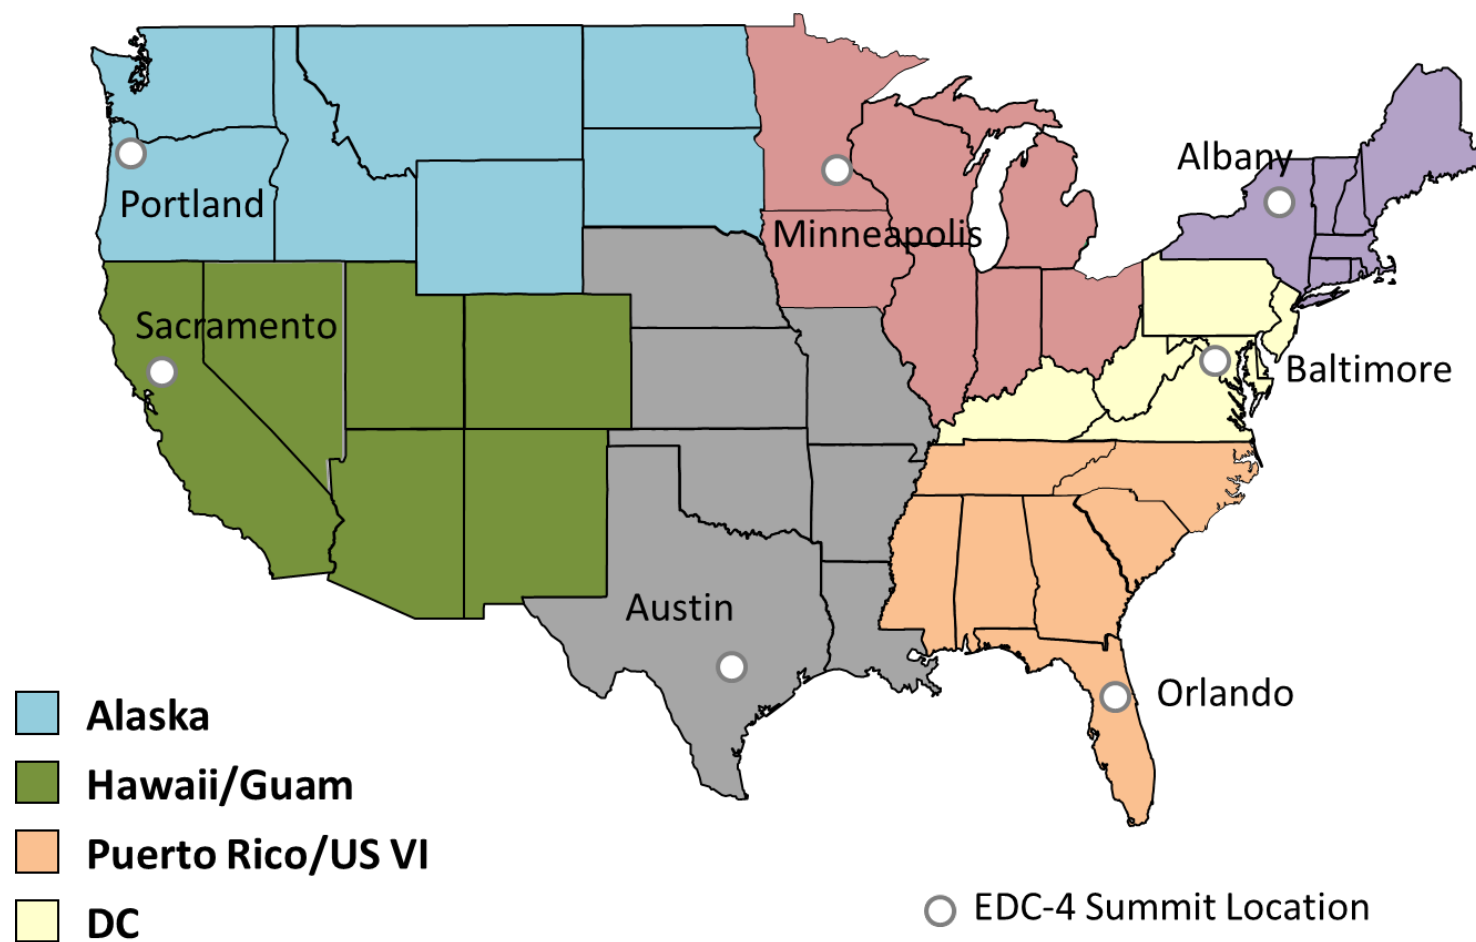 Albany
Portland
Minneapolis
Sacramento
Baltimore
Austin
Orlando
Alaska
Hawaii/Guam
Puerto Rico/US VI
DC
EDC-4 Summit Location